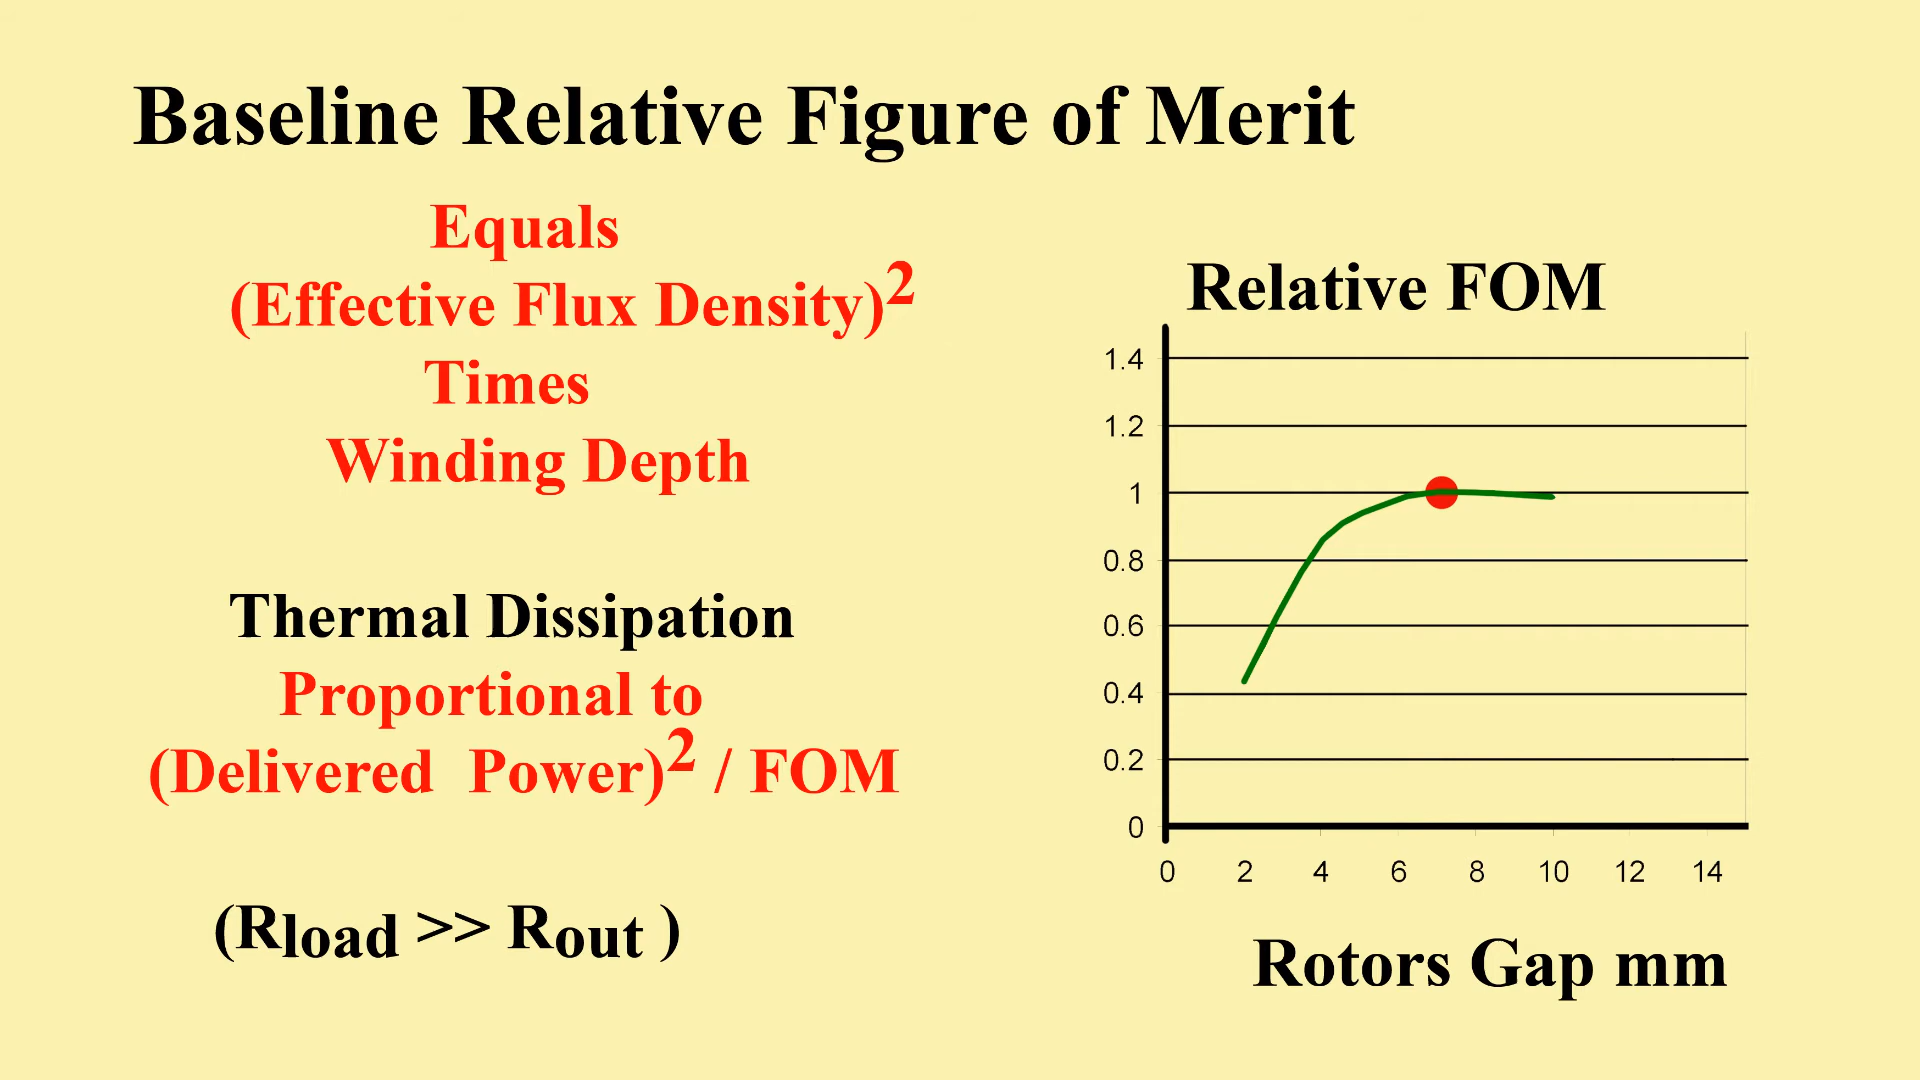 Baseline Relative Figure of Merit
Equals
(Effective Flux Density)²
Times
Winding Depth
Thermal Dissipation
Proportional to
(Delivered Power)² / FOM
(Rload >> Rout )
Relative FOM
1.4
1.2
1
0.8
0.6
0.4
0.2
0
0 2 4 6 8 10 12 14
Rotors Gap mm